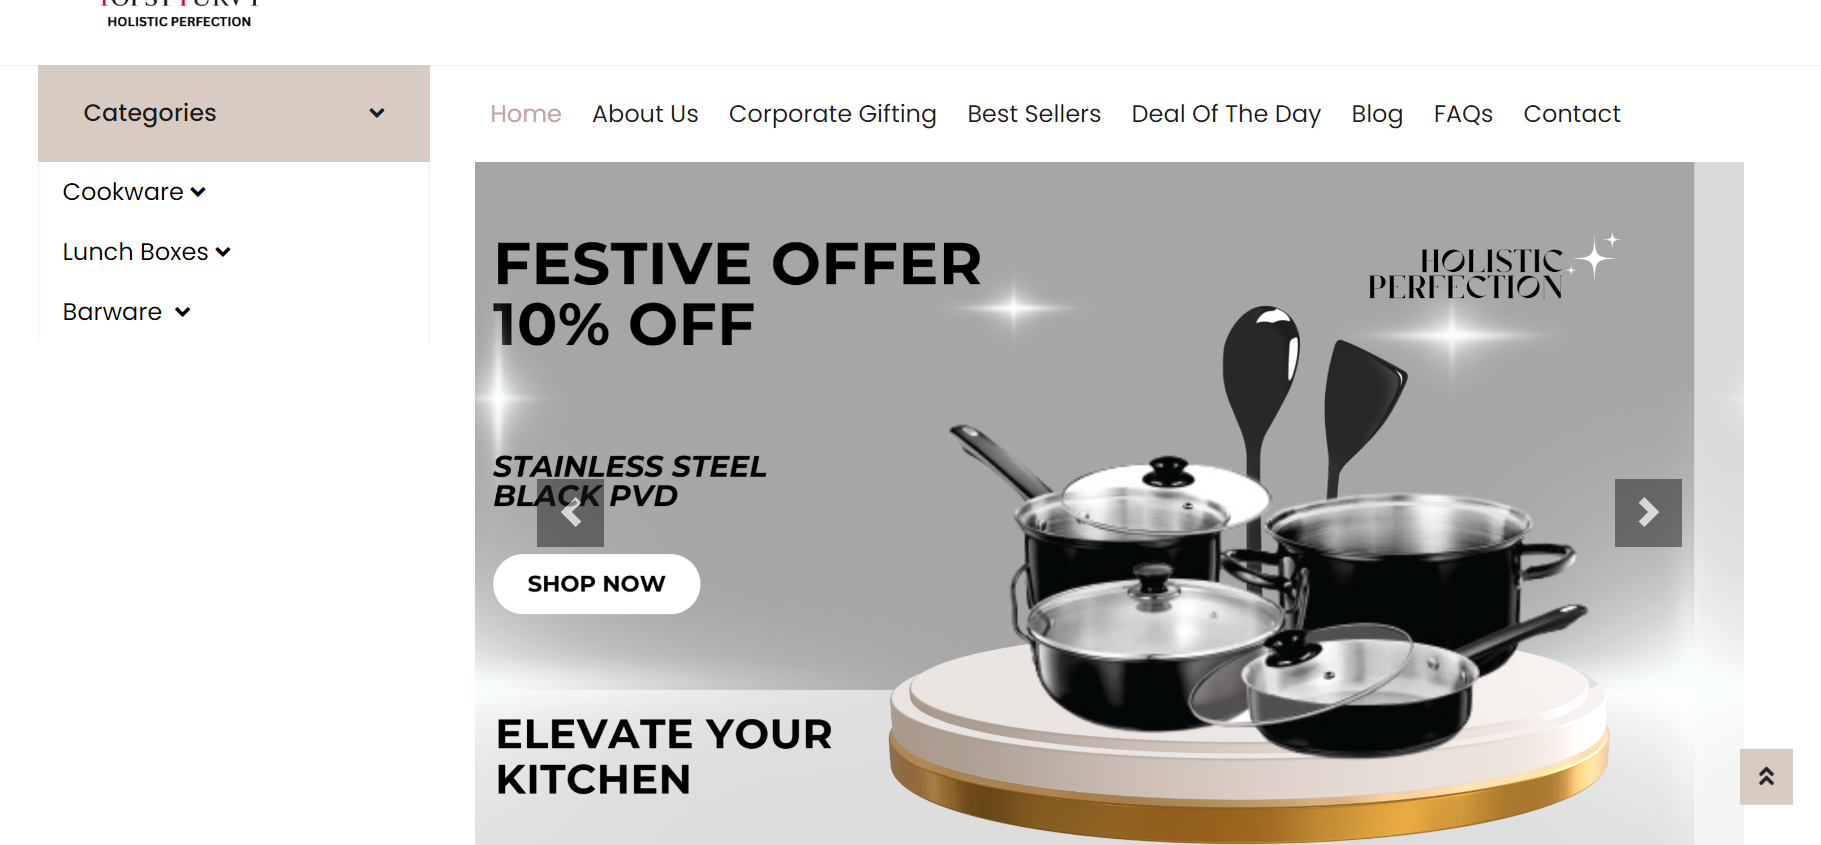 HOLISTIC PERFECTION
Categories
Home About Us Corporate Gifting Best Sellers Deal Of The Day Blog FAQs Contact
Cookware
Lunch Boxes
Barware
FESTIVE OFFER
10% OFF
HOLISTIC
PERFECTION
STAINLESS STEEL
BLACK PVD
SHOP NOW
ELEVATE YOUR
KITCHEN